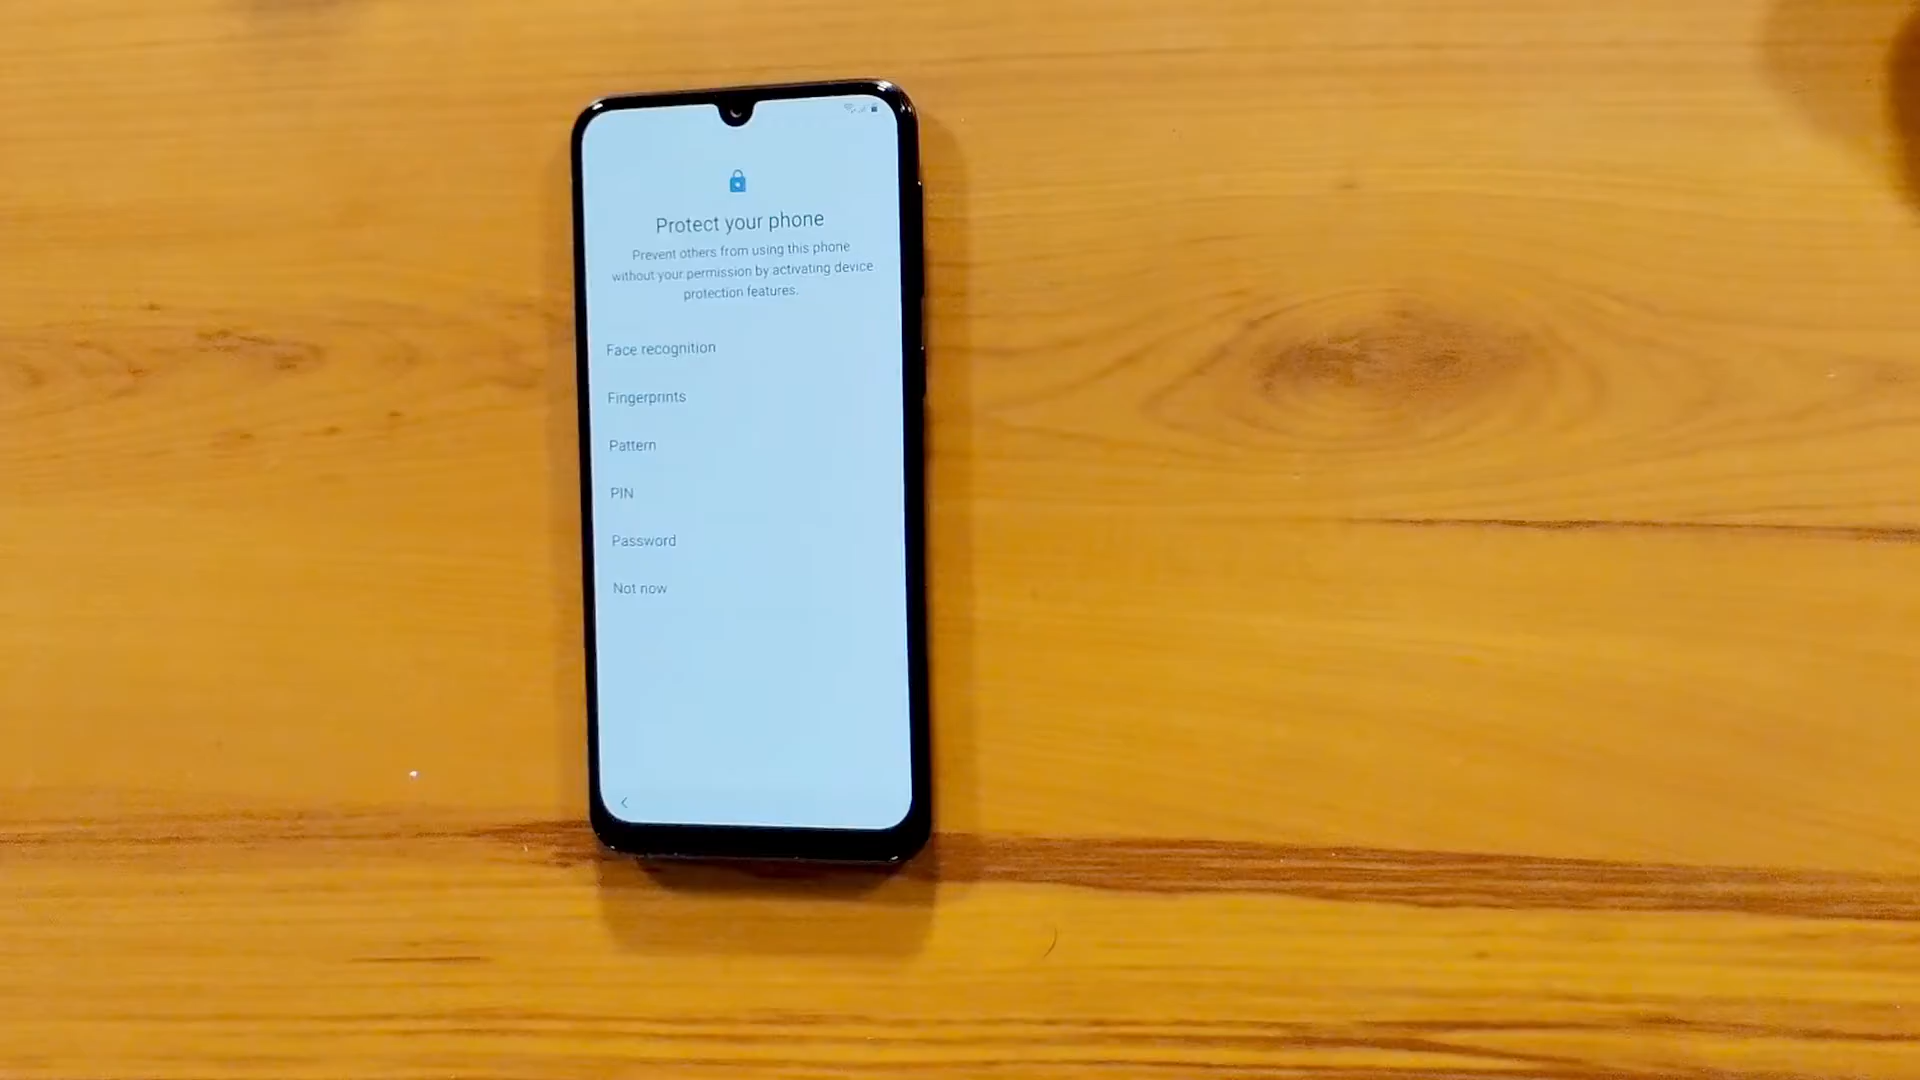 Protect your phone
Prevent others from using this phone
without your permission by activating device
protection features.
Face recognition
Fingerprints
Pattern
PIN
Password
Not now